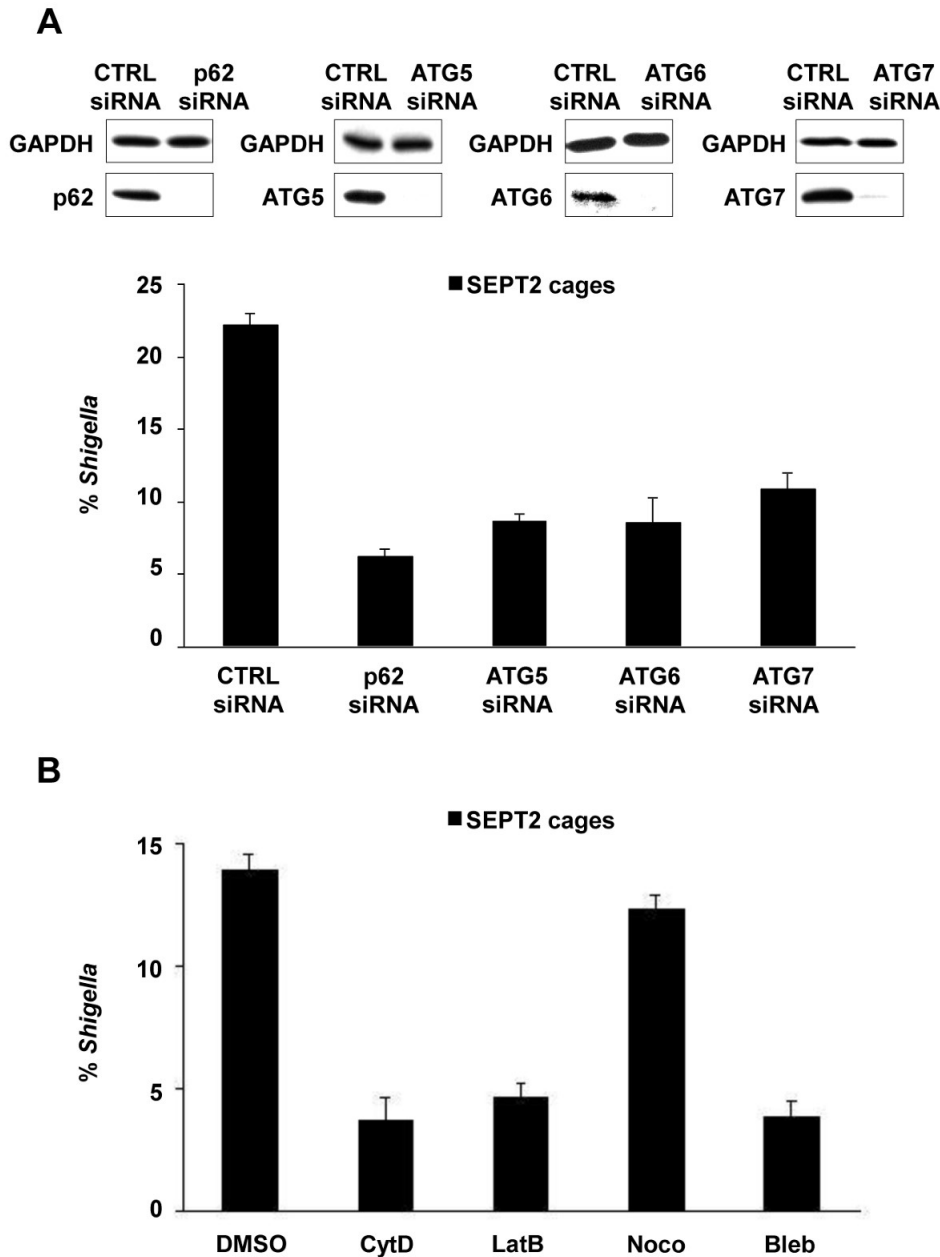 A
CTRL siRNA p62 siRNA CTRL siRNA ATG5 siRNA CTRL siRNA ATG6 siRNA CTRL siRNA ATG7 siRNA
GAPDH GAPDH GAPDH GAPDH
p62 ATG5 ATG6 ATG7
■ SEPT2 cages
% Shigella
25
20
15
10
5
0
CTRL siRNA p62 siRNA ATG5 siRNA ATG6 siRNA ATG7 siRNA
B
■ SEPT2 cages
% Shigella
15
10
5
0
DMSO CytD LatB Noco Bleb